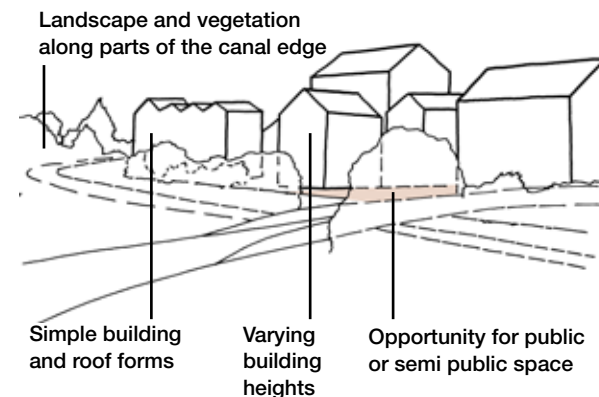 Landscape and vegetation
along parts of the canal edge
Simple building
and roof forms
Varying
building
heights
Opportunity for public
or semi public space